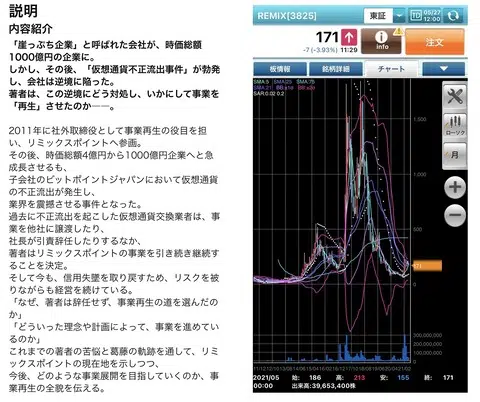 説明
内容紹介
「崖っぷち企業」と呼ばれた会社が、時価総額
1000億円の企業に。
しかし、その後、「仮想通貨不正流出事件」が勃発
し、会社は逆境に陥った。
著者は、この逆境にどう対処し、いかにして事業を
「再生」させたのか――。
2011年に社外取締役として事業再生の役目を担
い、リミックスポイントへ参画。
その後、時価総額4億円から1000億円企業へと急
成長させるも、
子会社のビットポイントジャパンにおいて仮想通貨
の不正流出が発生し、
業界を震撼させる事件となった。
過去に不正流出を起こした仮想通貨交換業者は、事
業を他社に譲渡したり、
社長が引責辞任したりするなか、
著者はリミックスポイントの事業を引き続き継続す
ることを決定。
そして今も、信用失墜を取り戻すため、リスクを被
りながらも経営を続けている。
「なぜ、著者は辞任せず、事業再生の道を選んだの
か」
「どういった理念や計画によって、事業を進めてい
るのか」
これまでの著者の苦悩と葛藤の軌跡を通して、リミ
ックスポイントの現在地を示しつつ、
今後、どのような事業展開を目指していくのか、事業
再生の全貌を伝える。
REMIX[3825]
東証
TD 05/27 12:00
171
-7 (-3.93%) 11:29
Info
注文
板情報
銘柄詳細
チャート
SMA:5 SMA:25 SMA:75
SMA:21 BB p1σ BB p2σ
SAR:0.02 0.2
ローソク
月
1,500
1,000
500
171
0
300,000,000
200,000,000
100,000,000
2021/05 始: 186 高: 213 安: 155 終: 171
00:00 出来高:39,653,400株